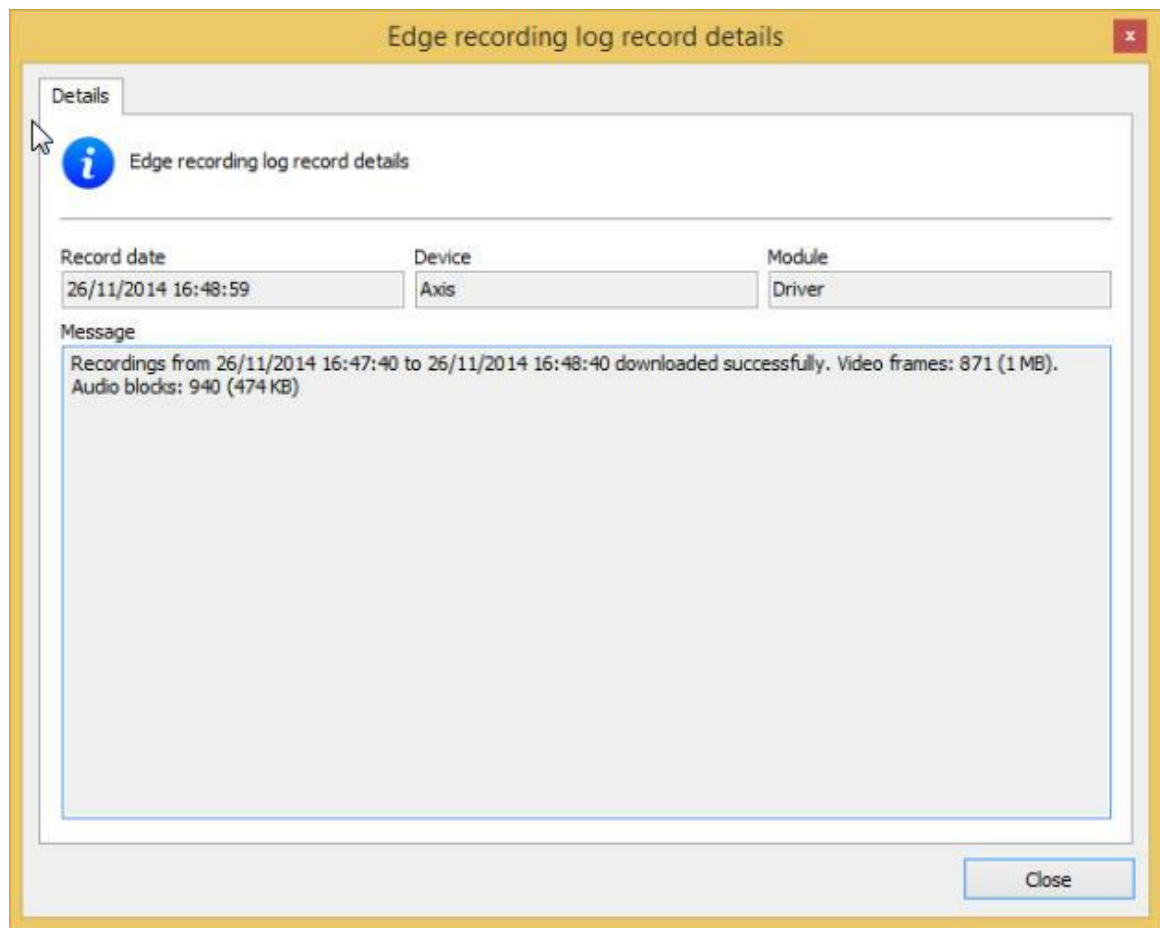 Edge recording log record details
x
Details
i
Edge recording log record details
Record date
Device
Module
26/11/2014 16:48:59
Axis
Driver
Message
Recordings from 26/11/2014 16:47:40 to 26/11/2014 16:48:40 downloaded successfully. Video frames: 871 (1 MB).
Audio blocks: 940 (474 KB)
Close